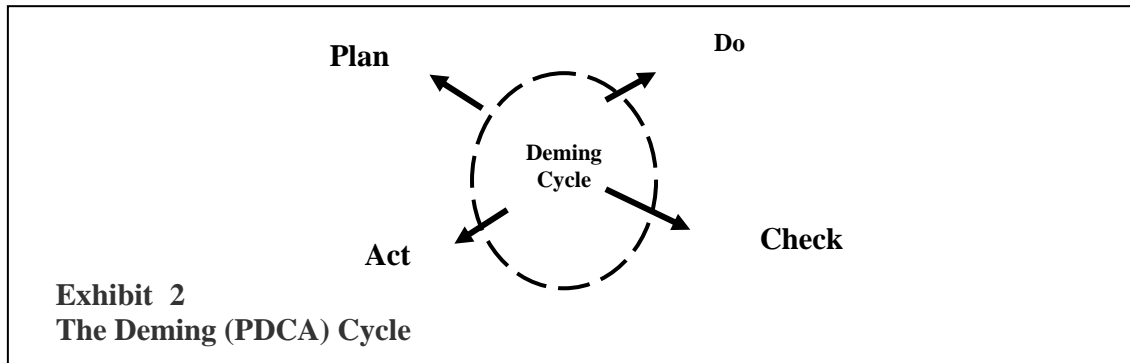 Plan
Do
Deming
Cycle
Check
Act
Exhibit 2
The Deming (PDCA) Cycle